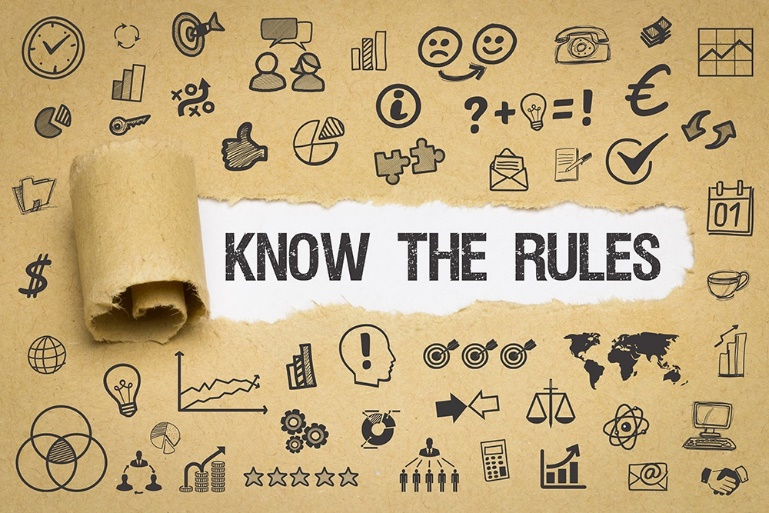 ? + = !
€
i
01
KNOW THE RULES
$
!
@